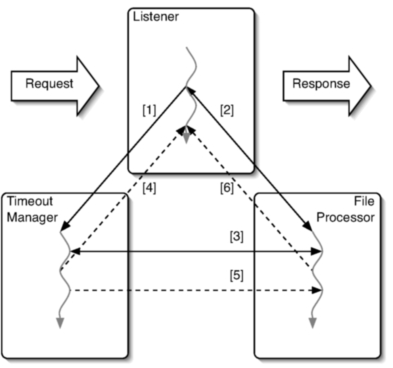 Listener
Request
Response
[1]
[2]
[4]
[6]
Timeout
Manager
File
Processor
[3]
[5]